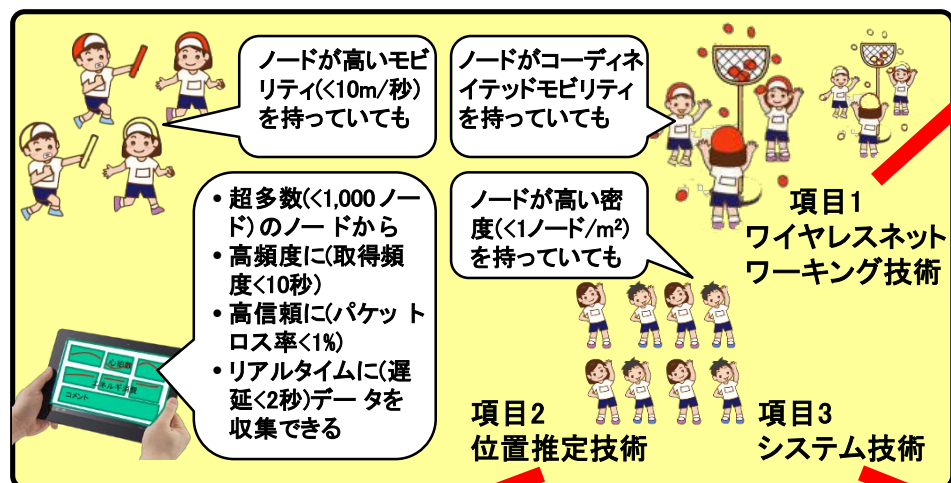 ノードが高いモビ
リティ(<10m/秒)
を持っていても
ノードがコーディネ
イテッドモビリティ
を持っていても
• 超多数(<1,000ノー
ド)のノードから
• 高頻度に(取得頻
度<10秒)
• 高信頼に(パケット
ロス率<1%)
• リアルタイムに(遅
延<2秒)データを
収集できる
ノードが高い密
度(<1ノード/m²)
を持っていても
項目1
ワイヤレスネット
ワーキング技術
心拍数
コメント
項目2
位置推定技術
項目3
システム技術